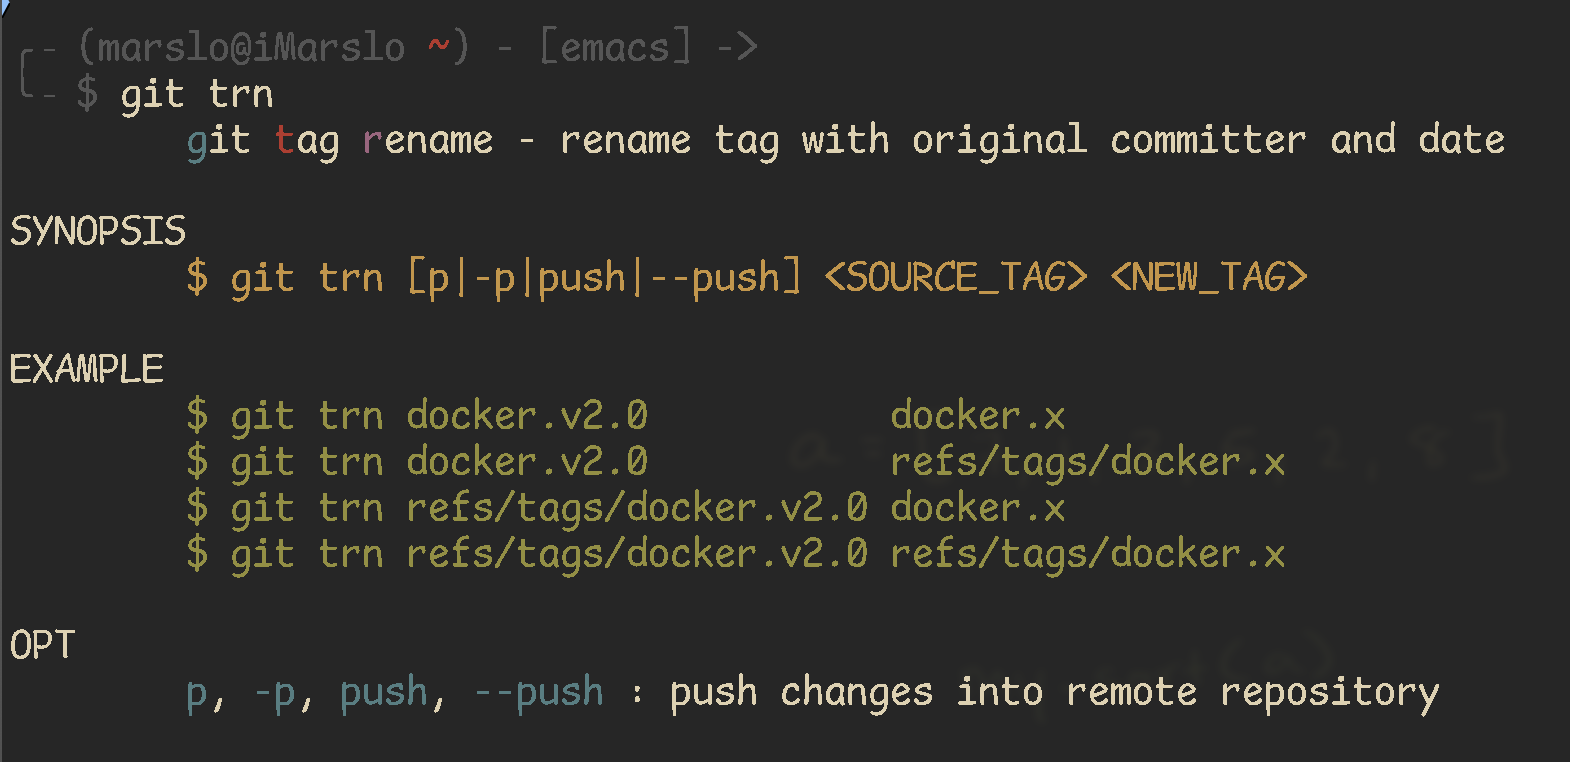 (marslo@iMarslo ~) - [emacs] ->
$ git trn
git tag rename - rename tag with original committer and date
SYNOPSIS
$ git trn [p|-p|push|--push] <SOURCE_TAG> <NEW_TAG>
EXAMPLE
$ git trn docker.v2.0 docker.x
$ git trn docker.v2.0 refs/tags/docker.x
$ git trn refs/tags/docker.v2.0 docker.x
$ git trn refs/tags/docker.v2.0 refs/tags/docker.x
OPT
p, -p, push, --push : push changes into remote repository